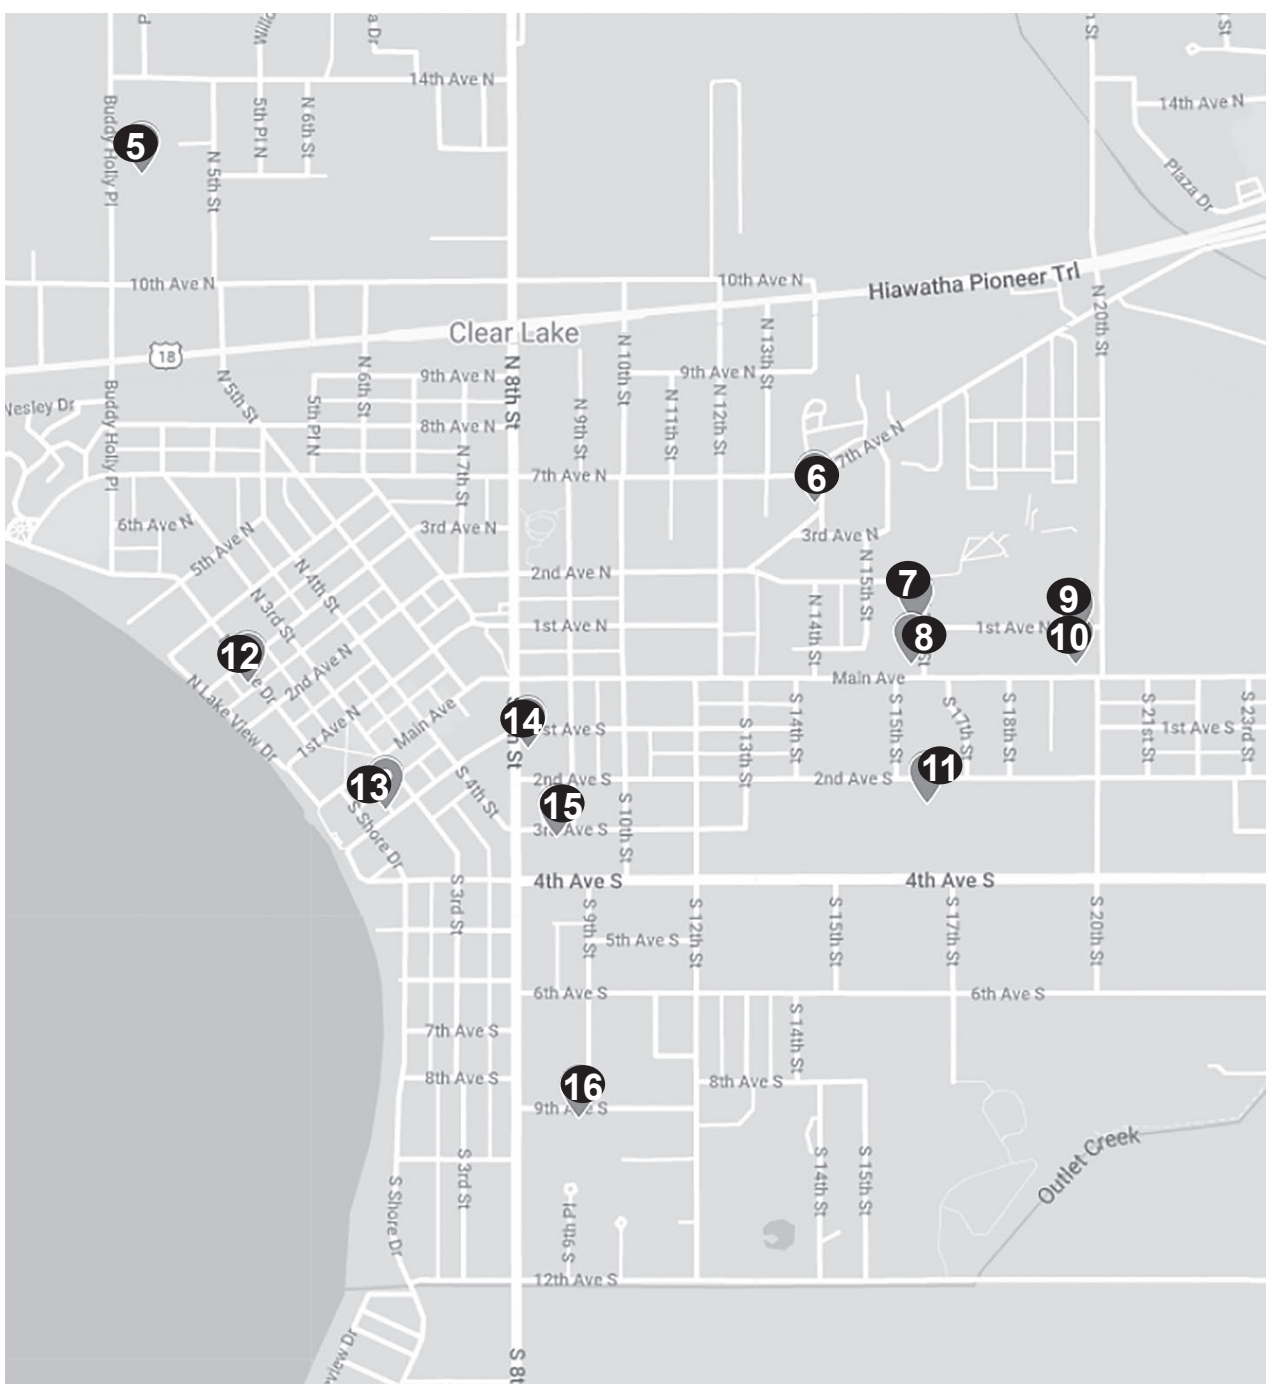 a Dr
14th Ave N
14th Ave N
Buddy Holly Pl
5
N 5th St
5th Pl N
N 6th St
Plaza Dr
10th Ave N
10th Ave N
Hiawatha Pioneer Trl
N 20th St
Clear Lake
18
N 13th St
N 10th St
9th Ave N
9th Ave N
N 8th St
N 6th St
N 5th St
5th Pl N
N 9th St
N 11th St
N 12th St
Buddy Holly Pl
8th Ave N
7th Ave N
N 7th St
7th Ave N
6
6th Ave N
5th Ave N
3rd Ave N
3rd Ave N
N 4th St
2nd Ave N
N 15th St
7
9
N 3rd St
N 14th St
1st Ave N
1st Ave N
8
10
12
2nd Ave N
Main Ave
N Lake View Dr
1st Ave N
Main Ave
14
1st Ave S
S 13th St
S 14th St
S 15th St
S 17th St
S 18th St
S 21st St
1st Ave S
S 23rd St
13
2nd Ave S
2nd Ave S
11
S 4th St
15
3rd Ave S
S 10th St
S Shore Dr
4th Ave S
4th Ave S
S 3rd St
S 9th St
5th Ave S
S 12th St
S 15th St
S 17th St
S 20th St
6th Ave S
6th Ave S
7th Ave S
S 14th St
8th Ave S
8th Ave S
16
9th Ave S
Outlet Creek
S 3rd St
S 14th St
S 15th St
S Shore Dr
S 9th Pl
12th Ave S
view Dr
S 8t